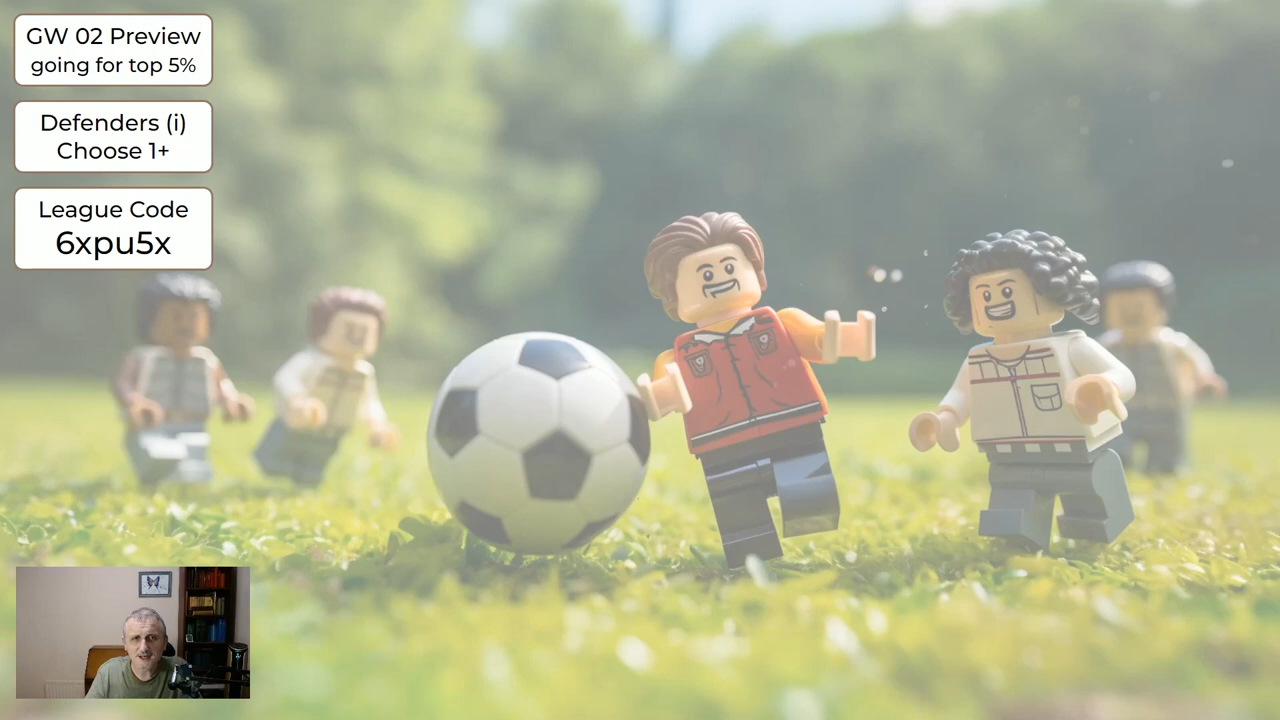 GW 02 Preview
going for top 5%
Defenders (i)
Choose 1+
League Code
6xpu5x